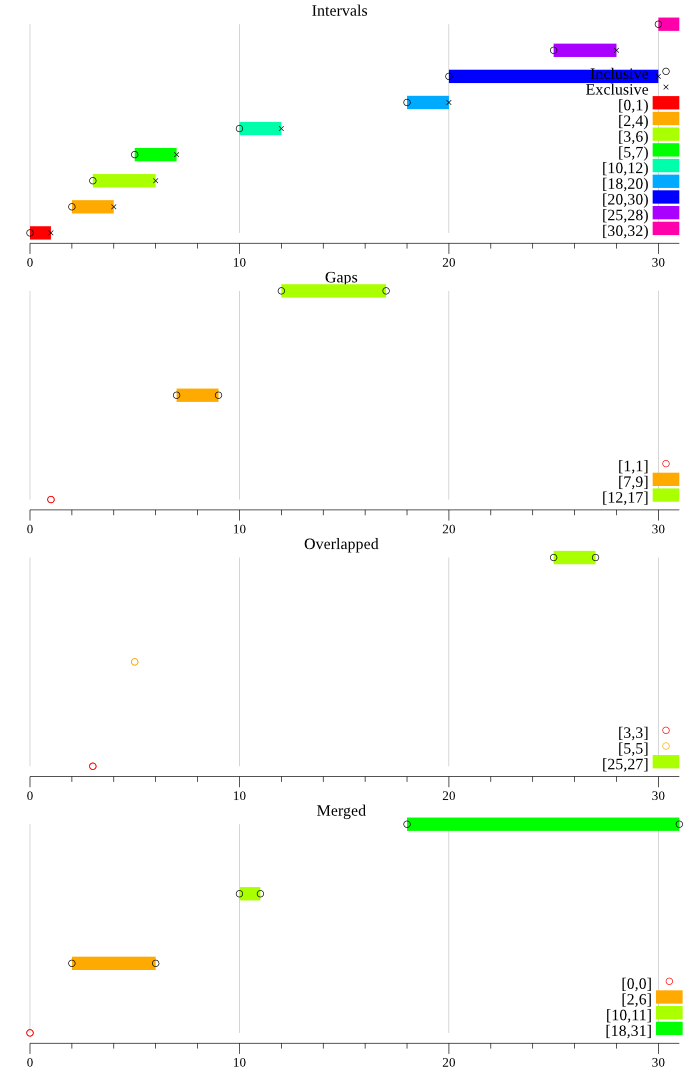 Intervals
Inclusive
Exclusive
[0,1)
[2,4)
[3,6)
[5,7)
[10,12)
[18,20)
[20,30)
[25,28)
[30,32)
0 10 20 30
Gaps
[1,1]
[7,9]
[12,17]
0 10 20 30
Overlapped
[3,3]
[5,5]
[25,27]
0 10 20 30
Merged
[0,0]
[2,6]
[10,11]
[18,31]
0 10 20 30